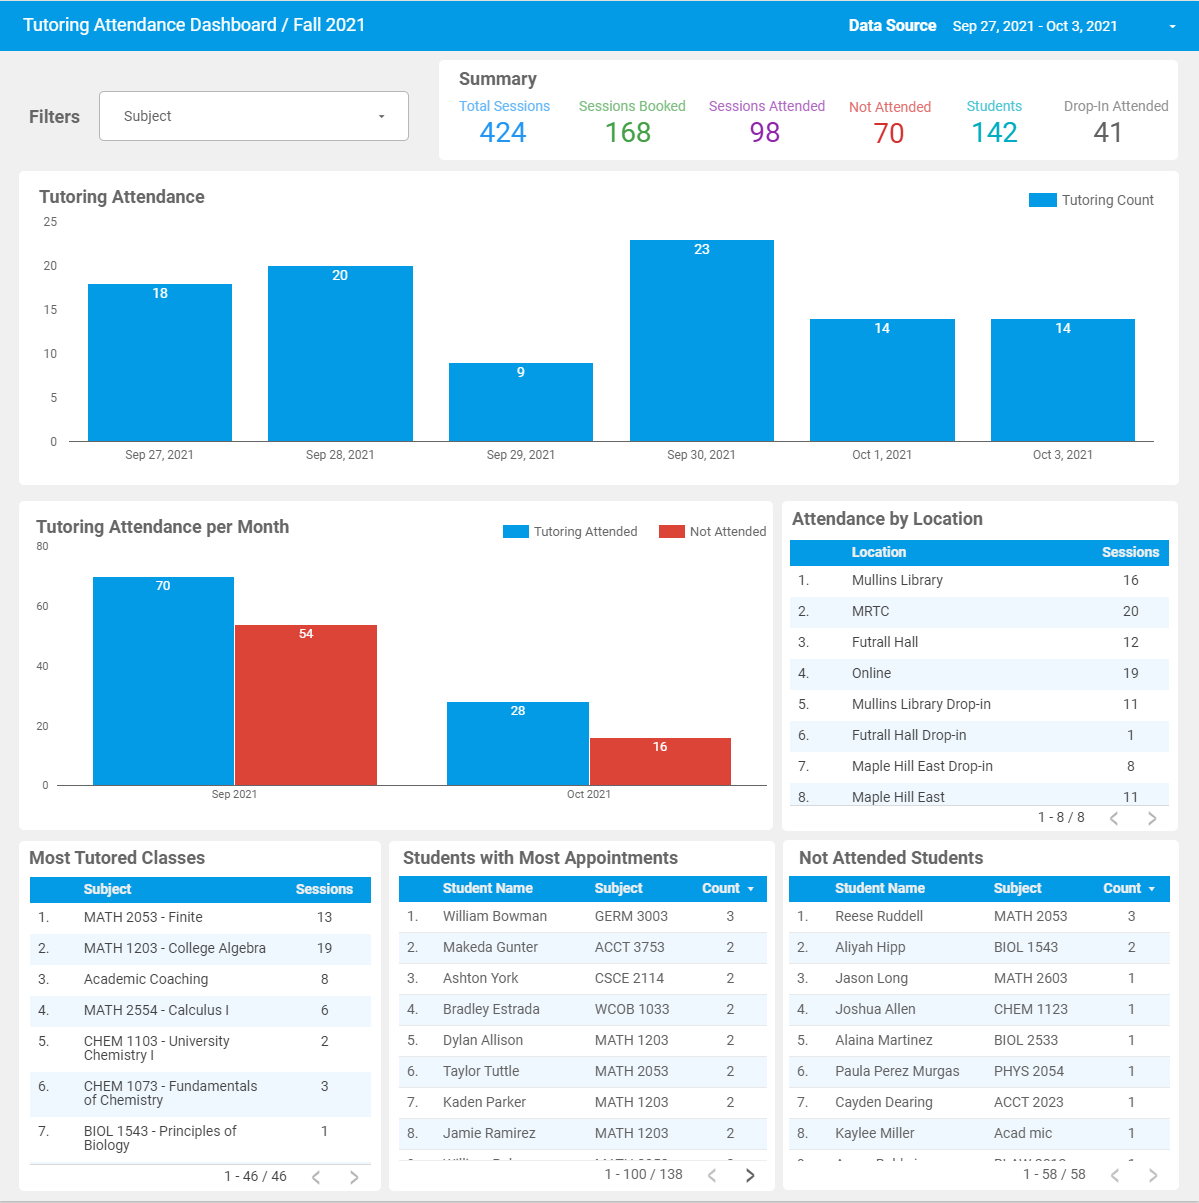 Tutoring Attendance Dashboard / Fall 2021
Data Source Sep 27, 2021 - Oct 3, 2021
Filters
Subject
Summary
Total Sessions Sessions Booked Sessions Attended Not Attended Students Drop-In Attended
424 168 98 70 142 41
Tutoring Attendance
Tutoring Count
25
20
15
10
5
0
18 20 9 23 14 14
Sep 27, 2021 Sep 28, 2021 Sep 29, 2021 Sep 30, 2021 Oct 1, 2021 Oct 3, 2021
Tutoring Attendance per Month
Tutoring Attended Not Attended
80
60
40
20
0
70 54 28 16
Sep 2021 Oct 2021
Attendance by Location
Location Sessions
1. Mullins Library 16
2. MRTC 20
3. Futrall Hall 12
4. Online 19
5. Mullins Library Drop-in 11
6. Futrall Hall Drop-in 1
7. Maple Hill East Drop-in 8
8. Maple Hill East 11
1 - 8 / 8
Most Tutored Classes
Subject Sessions
1. MATH 2053 - Finite 13
2. MATH 1203 - College Algebra 19
3. Academic Coaching 8
4. MATH 2554 - Calculus I 6
5. CHEM 1103 - University 2
Chemistry I
6. CHEM 1073 - Fundamentals 3
of Chemistry
7. BIOL 1543 - Principles of 1
Biology
1 - 46 / 46
Students with Most Appointments
Student Name Subject Count
1. William Bowman GERM 3003 3
2. Makeda Gunter ACCT 3753 2
3. Ashton York CSCE 2114 2
4. Bradley Estrada WCOB 1033 2
5. Dylan Allison MATH 1203 2
6. Taylor Tuttle MATH 2053 2
7. Kaden Parker MATH 1203 2
8. Jamie Ramirez MATH 1203 2
1 - 100 / 138
Not Attended Students
Student Name Subject Count
1. Reese Ruddell MATH 2053 3
2. Aliyah Hipp BIOL 1543 2
3. Jason Long MATH 2603 1
4. Joshua Allen CHEM 1123 1
5. Alaina Martinez BIOL 2533 1
6. Paula Perez Murgas PHYS 2054 1
7. Cayden Dearing ACCT 2023 1
8. Kaylee Miller Acad mic 1
1 - 58 / 58